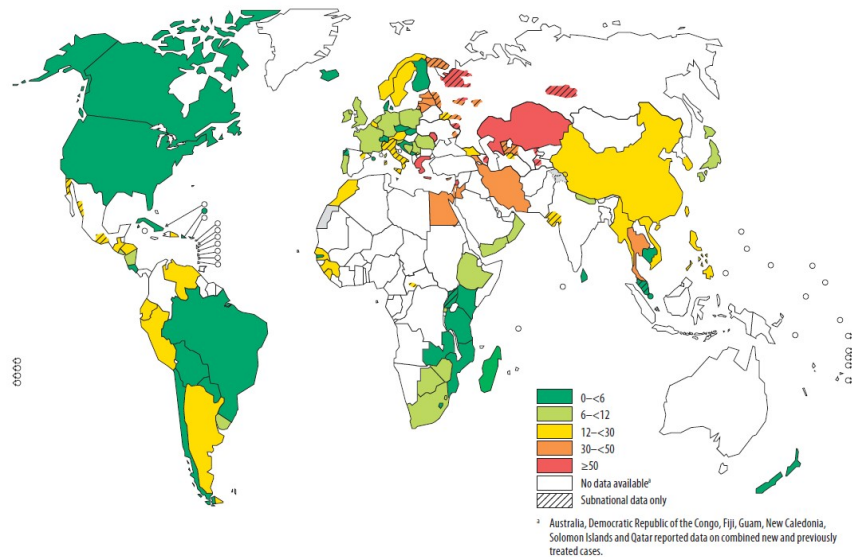 0–<6
6–<12
12–<30
30–<50
≥50
No data availableᵃ
Subnational data only
ᵃ Australia, Democratic Republic of the Congo, Fiji, Guam, New Caledonia,
Solomon Islands and Qatar reported data on combined new and previously
treated cases.